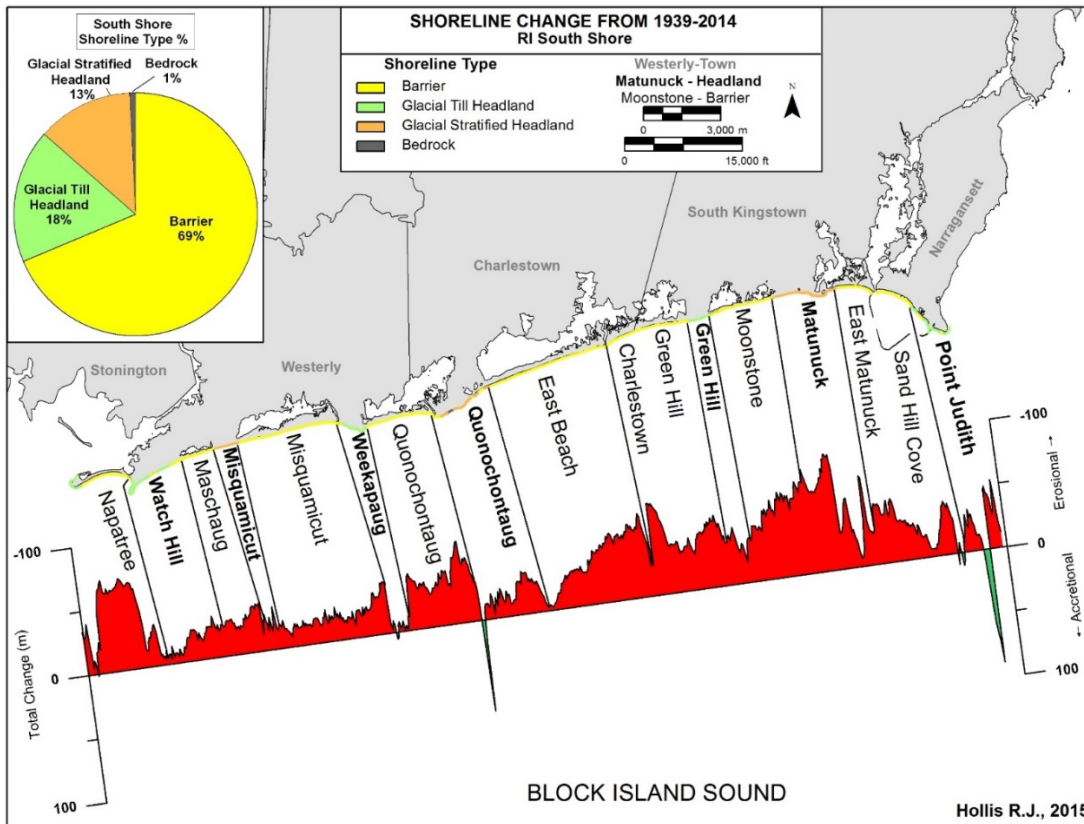 South Shore
Shoreline Type %
Glacial Stratified
Headland
13%
Bedrock
1%
Glacial Till
Headland
18%
Barrier
69%
SHORELINE CHANGE FROM 1939-2014
RI South Shore
Shoreline Type
Barrier
Glacial Till Headland
Glacial Stratified Headland
Bedrock
Westerly-Town
Matunuck - Headland
Moonstone - Barrier
0 3,000 m
0 15,000 ft
N
Stonington
Westerly
Charlestown
South Kingstown
Narragansett
Napatree
Watch Hill
Maschaug
Misquamicut
Misquamicut
Weekapaug
Quonochontaug
Quonochontaug
East Beach
Charlestown
Green Hill
Green Hill
Moonstone
Matunuck
East Matunuck
Sand Hill Cove
Point Judith
-100
0
100
Total Change (m)
-100
0
100
Erosional→
← Accretional
BLOCK ISLAND SOUND
Hollis R.J., 2015